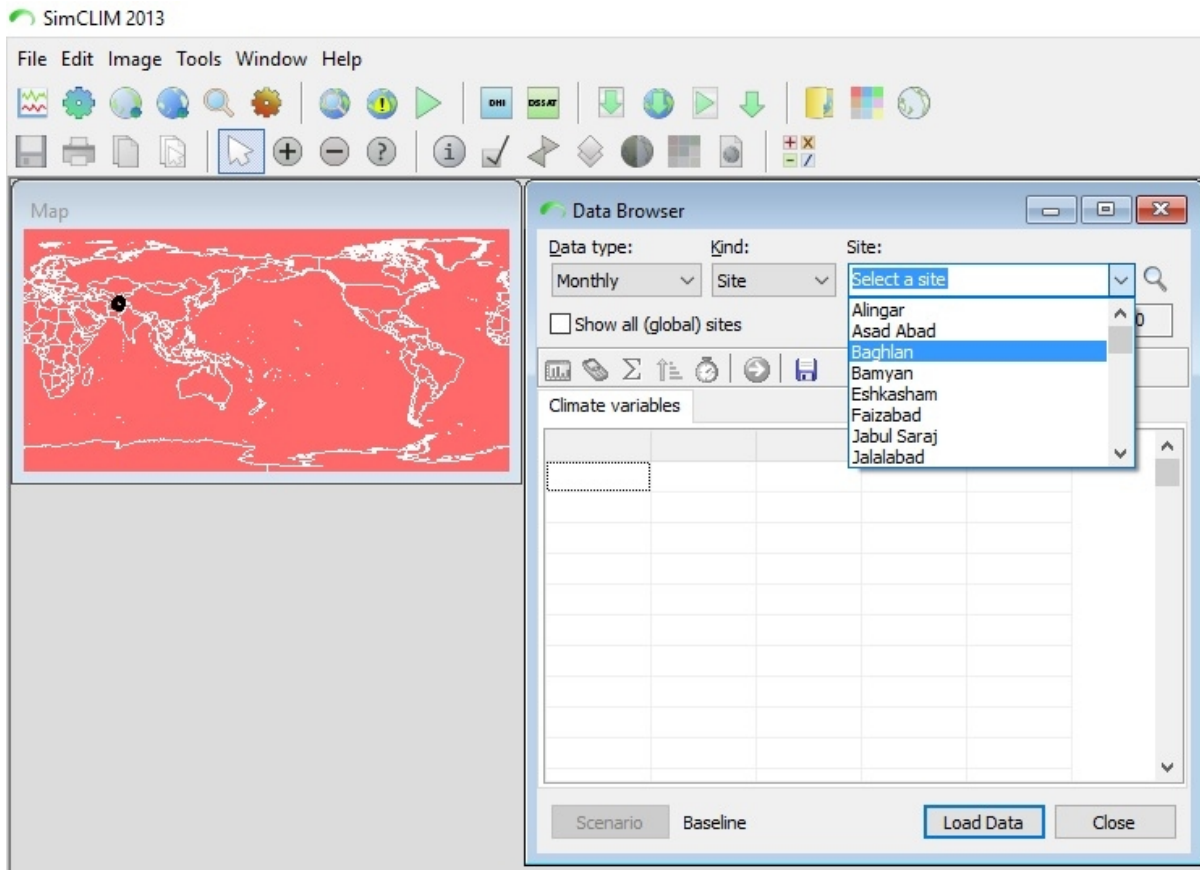 SimCLIM 2013
File Edit Image Tools Window Help
DHI DSSAT
Map
Data Browser
Data type: Kind: Site:
Monthly Site Select a site
Show all (global) sites 0
Alingar
Asad Abad
Baghlan
Bamyan
Eshkasham
Faizabad
Jabul Saraj
Jalalabad
Climate variables
Scenario Baseline Load Data Close